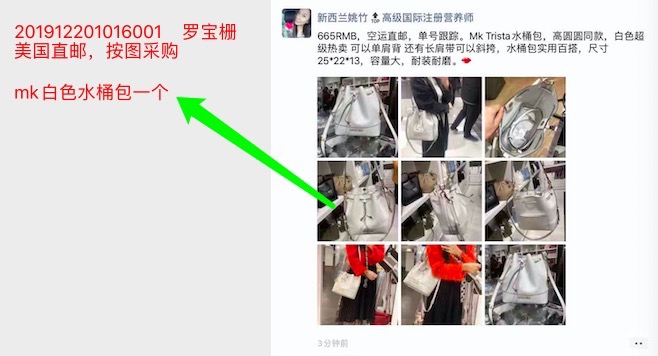 201912201016001 罗宝栅
美国直邮，按图采购
mk白色水桶包一个
新西兰姚竹 🔝高级国际注册营养师
665RMB，空运直邮，单号跟踪，Mk Trista水桶包，高圆圆同款，白色超
级热卖 可以单肩背 还有长肩带可以斜挎，水桶包实用百搭，尺寸
25*22*13，容量大，耐装耐磨。💋
3分钟前